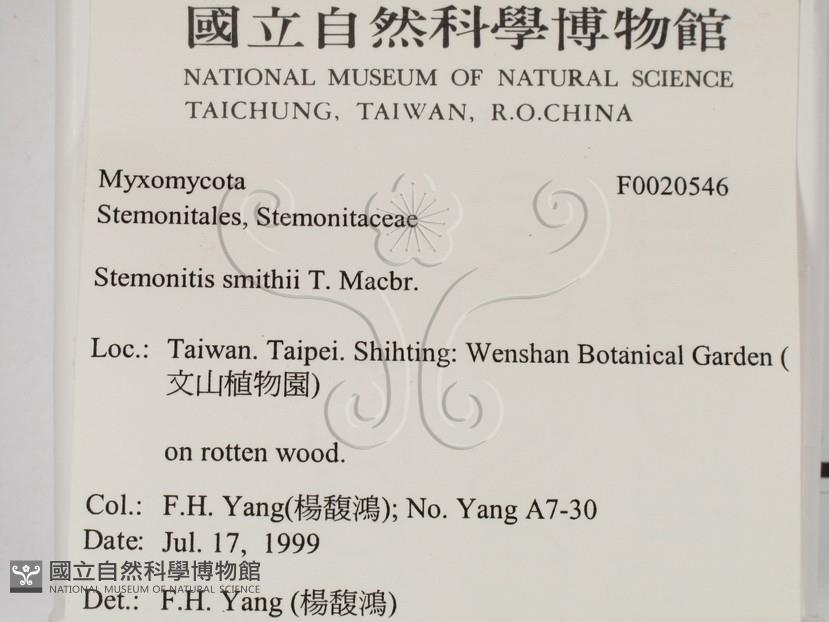 國立自然科學博物館
NATIONAL MUSEUM OF NATURAL SCIENCE
TAICHUNG, TAIWAN, R.O.CHINA
Myxomycota F0020546
Stemonitales, Stemonitaceae
Stemonitis smithii T. Macbr.
Loc.: Taiwan. Taipei. Shihting: Wenshan Botanical Garden (
文山植物園)
on rotten wood.
Col.: F.H. Yang(楊馥鴻); No. Yang A7-30
Date: Jul. 17, 1999
國立自然科學博物館
NATIONAL MUSEUM OF NATURAL SCIENCE
Det.: F.H. Yang (楊馥鴻)